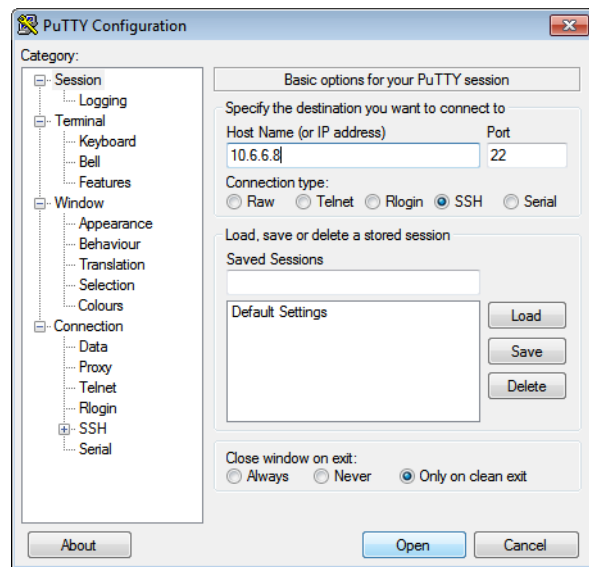 PuTTY Configuration
Category:
Session
Logging
Terminal
Keyboard
Bell
Features
Window
Appearance
Behaviour
Translation
Selection
Colours
Connection
Data
Proxy
Telnet
Rlogin
SSH
Serial
Basic options for your PuTTY session
Specify the destination you want to connect to
Host Name (or IP address) Port
10.6.6.8 22
Connection type:
Raw Telnet Rlogin SSH Serial
Load, save or delete a stored session
Saved Sessions
Default Settings
Load
Save
Delete
Close window on exit:
Always Never Only on clean exit
About Open Cancel